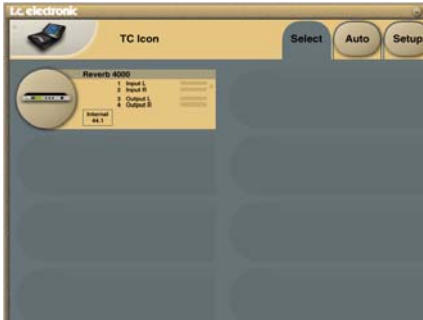 t.c. electronic
TC Icon
Select
Auto
Setup
Reverb 4000
1 Input L
2 Input R
3 Output L
4 Output R
Internal
44.1